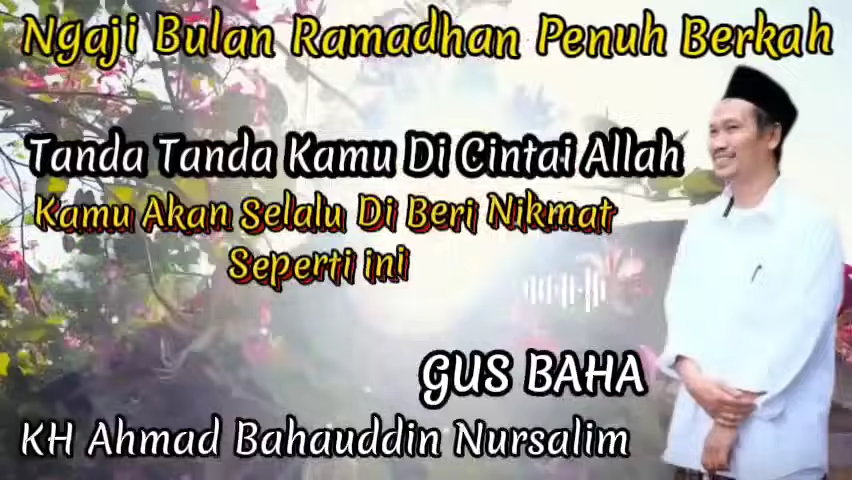 Ngaji Bulan Ramadhan Penuh Berkah
Tanda Tanda Kamu Di Cintai Allah
Kamu Akan Selalu Di Beri Nikmat
Seperti ini
GUS BAHA
KH Ahmad Bahauddin Nursalim